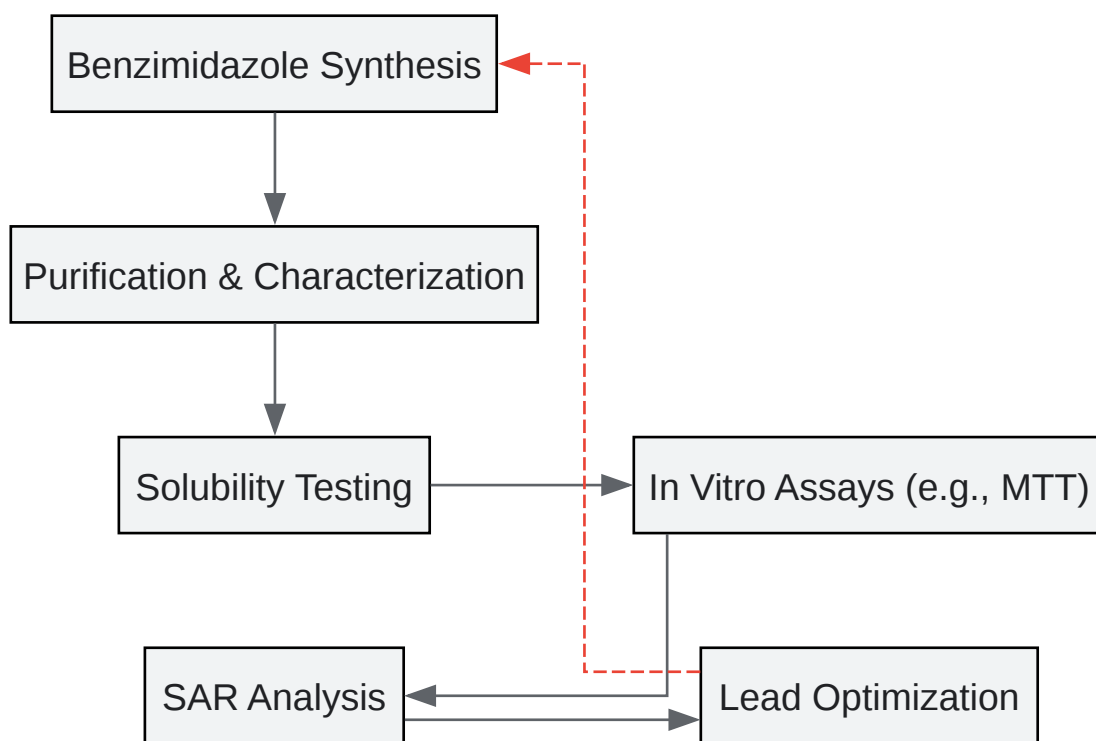 Benzimidazole Synthesis
Purification & Characterization
Solubility Testing
In Vitro Assays (e.g., MTT)
SAR Analysis
Lead Optimization